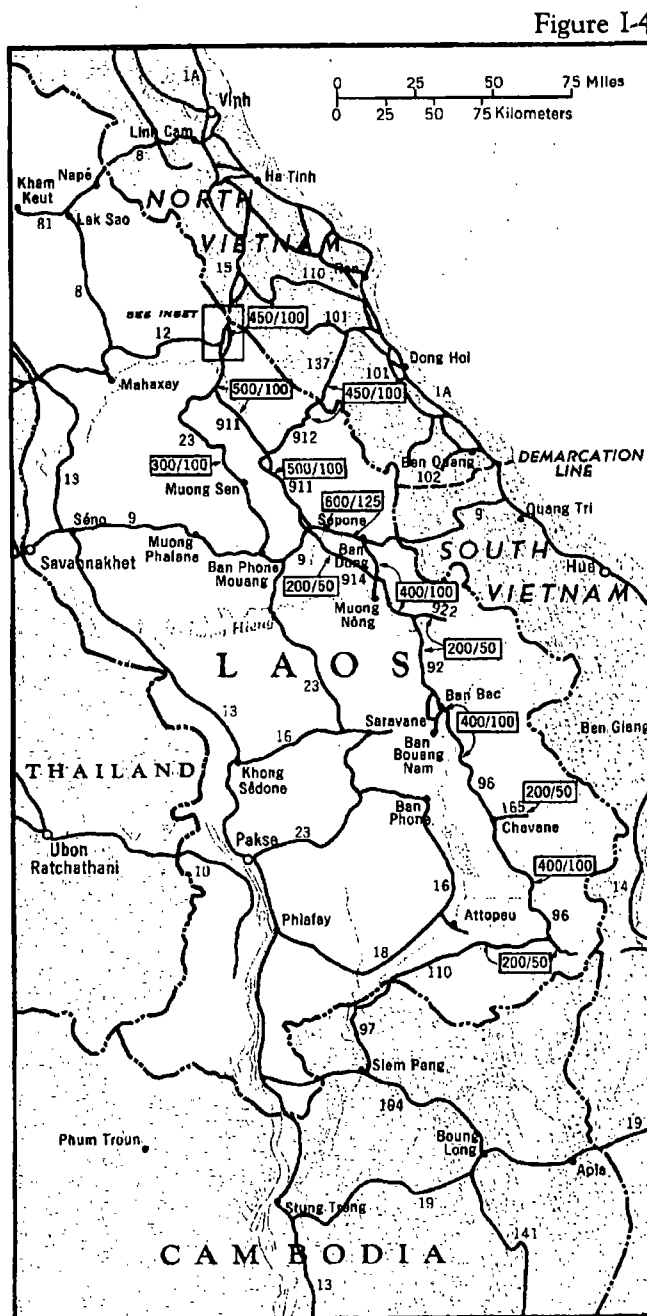 Figure I-4
0 25 50 75 Miles
0 25 50 75 Kilometers
1A
Vinh
Linh Cam
8
Napé
Kham
Keut
81
Lak Sao
Ha Tinh
NORTH
VIETNAM
15
110
Ron
8
SEE INSET
12
450/100
101
Mahaxay
137
101
Dong Hoi
1A
500/100
450/100
911
912
23
300/100
Muong Sen
500/100
911
Ban Quang
102
DEMARCATION
LINE
13
600/125
Séno
9
Sépone
9
Quang Tri
Savannakhet
Muong
Phalane
Ban Phone
Mouang
9
Ban
Dong
SOUTH
VIETNAM
Hue
200/50
914
400/100
Muong
Nông
922
Hieng
LAOS
200/50
92
23
Ban Bac
13
16
Saravane
400/100
Ban
Bouang
Nam
Ben Giang
THAILAND
Khong
Sédone
96
200/50
165
Chavane
Ban
Phone
Ubon
Ratchathani
Pakse
23
400/100
10
16
14
Attopeu
96
Phiafay
18
110
200/50
97
Siem Pang
194
Phum Troun
Boung
Long
19
Apia
Stung Treng
19
141
CAMBODIA
13